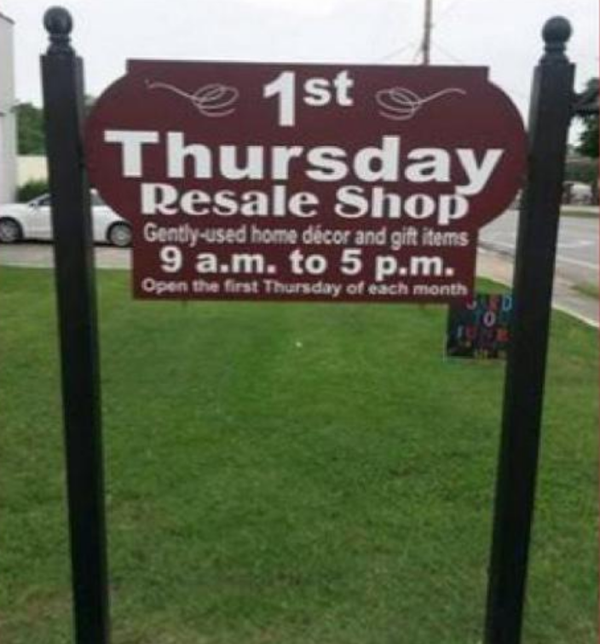 1st
Thursday
Resale Shop
Gently-used home décor and gift items
9 a.m. to 5 p.m.
Open the first Thursday of each month